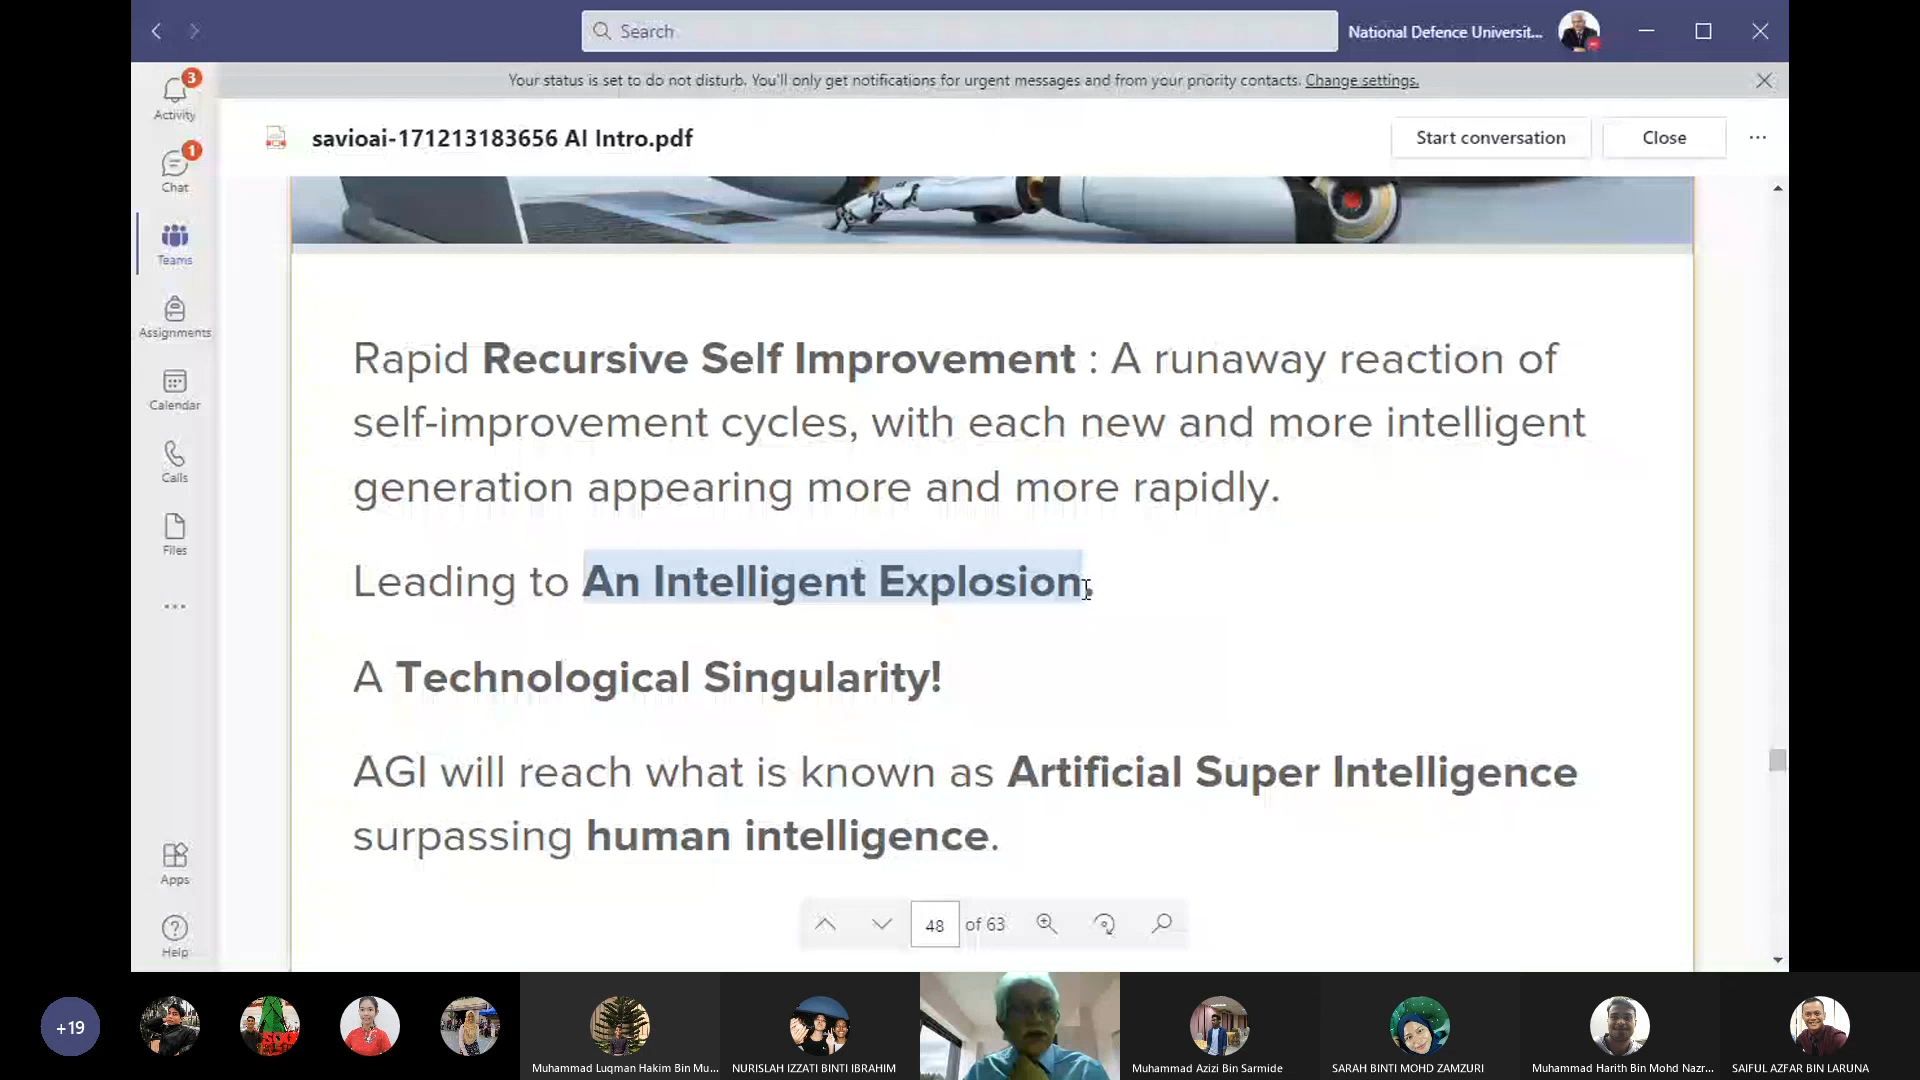 Search
National Defence Universit...
Your status is set to do not disturb. You'll only get notifications for urgent messages and from your priority contacts. Change settings.
3
Activity
1
Chat
Teams
Assignments
Calendar
Calls
Files
Apps
Help
savioai-171213183656 AI Intro.pdf
Start conversation
Close
Rapid Recursive Self Improvement : A runaway reaction of
self-improvement cycles, with each new and more intelligent
generation appearing more and more rapidly.
Leading to An Intelligent Explosion.
A Technological Singularity!
AGI will reach what is known as Artificial Super Intelligence
surpassing human intelligence.
48 of 63
+19
Muhammad Luqman Hakim Bin Mu...
NURISLAH IZZATI BINTI IBRAHIM
Muhammad Azizi Bin Sarmide
SARAH BINTI MOHD ZAMZURI
Muhammad Harith Bin Mohd Nazr...
SAIFUL AZFAR BIN LARUNA